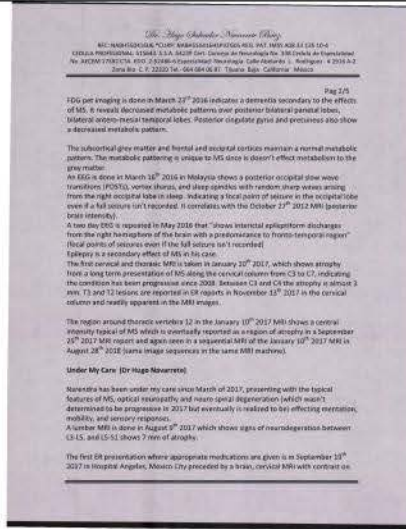 Dr. Hugo Salvador Navarrete Báez
Pag 2/5
FDG pet imaging is done in March 23rd 2016 indicates a dementia secondary to the effects
of MS. It reveals decreased metabolic patterns over posterior bilateral parietal lobes,
bilateral antero-mesial temporal lobes. Posterior cingulate gyrus and precuneus also show
a decreased metabolic pattern.
The subcortical grey matter and frontal and occipital cortices maintain a normal metabolic
pattern. The metabolic patterning is unique to MS since is doesn't effect metabolism to the
grey matter.
An EEG is done in March 16th 2016 in Malaysia shows a posterior occipital slow wave
transitions (POSTs), vertex sharps, and sleep spindles with random sharp waves arising
from the right occipital lobe in sleep. Indicating a focal point of seizure in the occipital lobe
even if a full seizure isn't recorded. It correlates with the October 27th 2012 MRI (posterior
brain intensity).
A two day EEG is repeated in May 2016 that "shows interictal epileptiform discharges
from the right hemisphere of the brain with a predominance to fronto-temporal region"
(focal points of seizures even if the full seizure isn't recorded)
Epilepsy is a secondary effect of MS in his case.
The first cervical and thoracic MRI is taken in January 10th 2017, which shows atrophy
from a long term presentation of MS along the cervical column from C3 to C7, indicating
the condition has been progressive since 2008. Between C3 and C4 the atrophy is almost 3
mm. T3 and T2 lesions are reported in ER reports in November 13th 2017 in the cervical
column and readily apparent in the MRI images.
The region around thoracic vertebra 12 in the January 10th 2017 MRI shows a central
intensity typical of MS which is eventually reported as a region of atrophy in a September
25th 2017 MRI report and again seen in a sequential MRI of the January 10th 2017 MRI in
August 28th 2018 (same image sequences in the same MRI machine).
Under My Care (Dr Hugo Navarrete)
Narendra has been under my care since March of 2017, presenting with the typical
features of MS, optical neuropathy and neuro spinal degeneration (which wasn't
determined to be progressive in 2017 but eventually is realized to be) effecting mentation,
mobility, and sensory responses.
A lumber MRI is done in August 9th 2017 which shows signs of neurodegeneration between
L3-L5, and L5-S1 shows 7 mm of atrophy.
The first ER presentation where appropriate medications are given is in September 19th
2017 in Hospital Angeles, Mexico City preceded by a brain, cervical MRI with contrast on